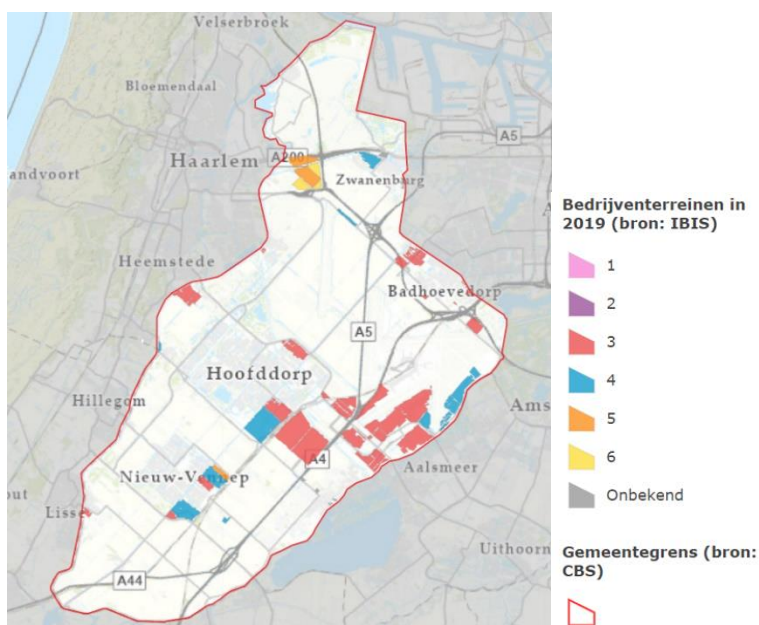 Velserbroek
Bloemendaal
A5
Haarlem
A200
andvoort
Zwanenburg
Heemstede
Badhoevedorp
A5
Hoofddorp
Hillegom
Ams
A4
Aalsmeer
Nieuw-Vennep
out
Lisse
Uithoorn
A44
Bedrijventerreinen in
2019 (bron: IBIS)
1
2
3
4
5
6
Onbekend
Gemeentegrens (bron:
CBS)